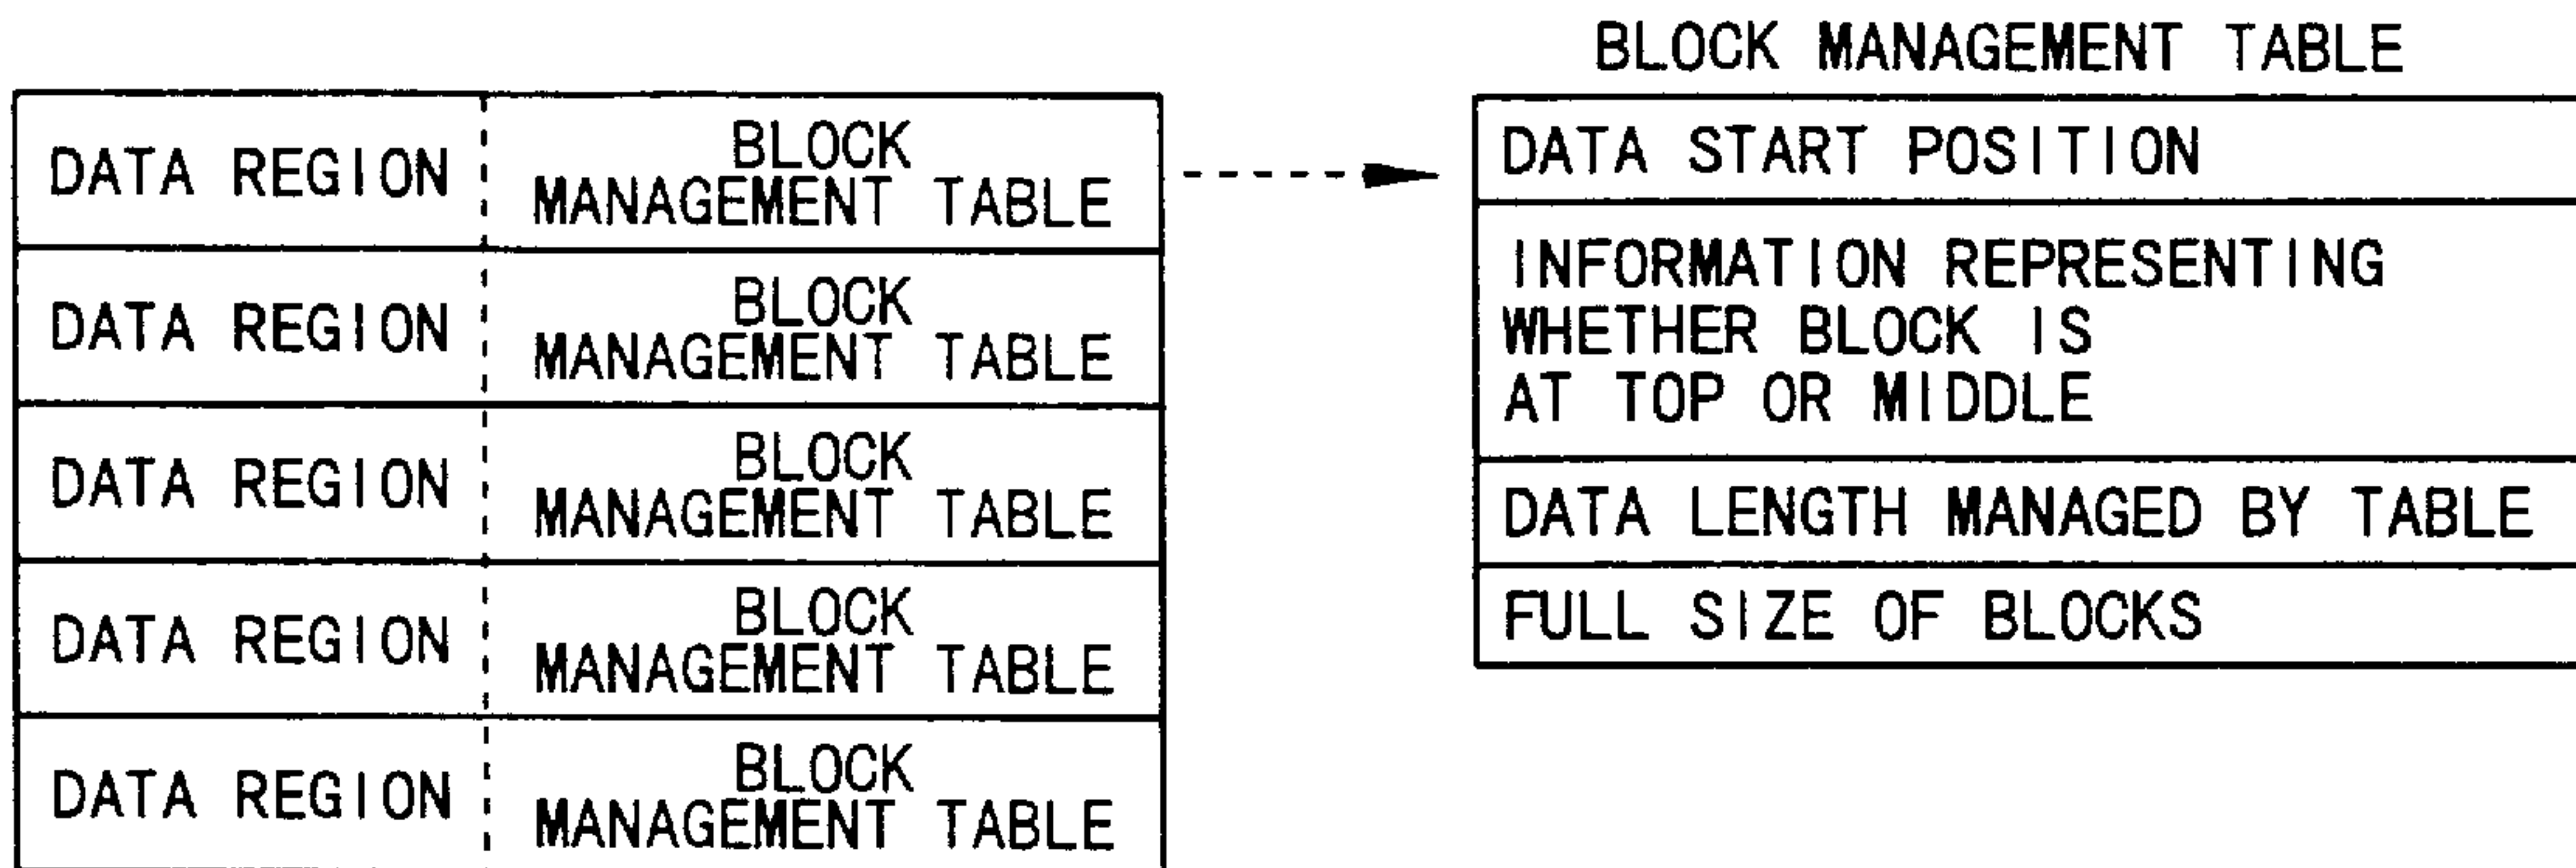 DATA REGION
BLOCK
MANAGEMENT TABLE
DATA REGION
BLOCK
MANAGEMENT TABLE
DATA REGION
BLOCK
MANAGEMENT TABLE
DATA REGION
BLOCK
MANAGEMENT TABLE
DATA REGION
BLOCK
MANAGEMENT TABLE
BLOCK MANAGEMENT TABLE
DATA START POSITION
INFORMATION REPRESENTING
WHETHER BLOCK IS
AT TOP OR MIDDLE
DATA LENGTH MANAGED BY TABLE
FULL SIZE OF BLOCKS